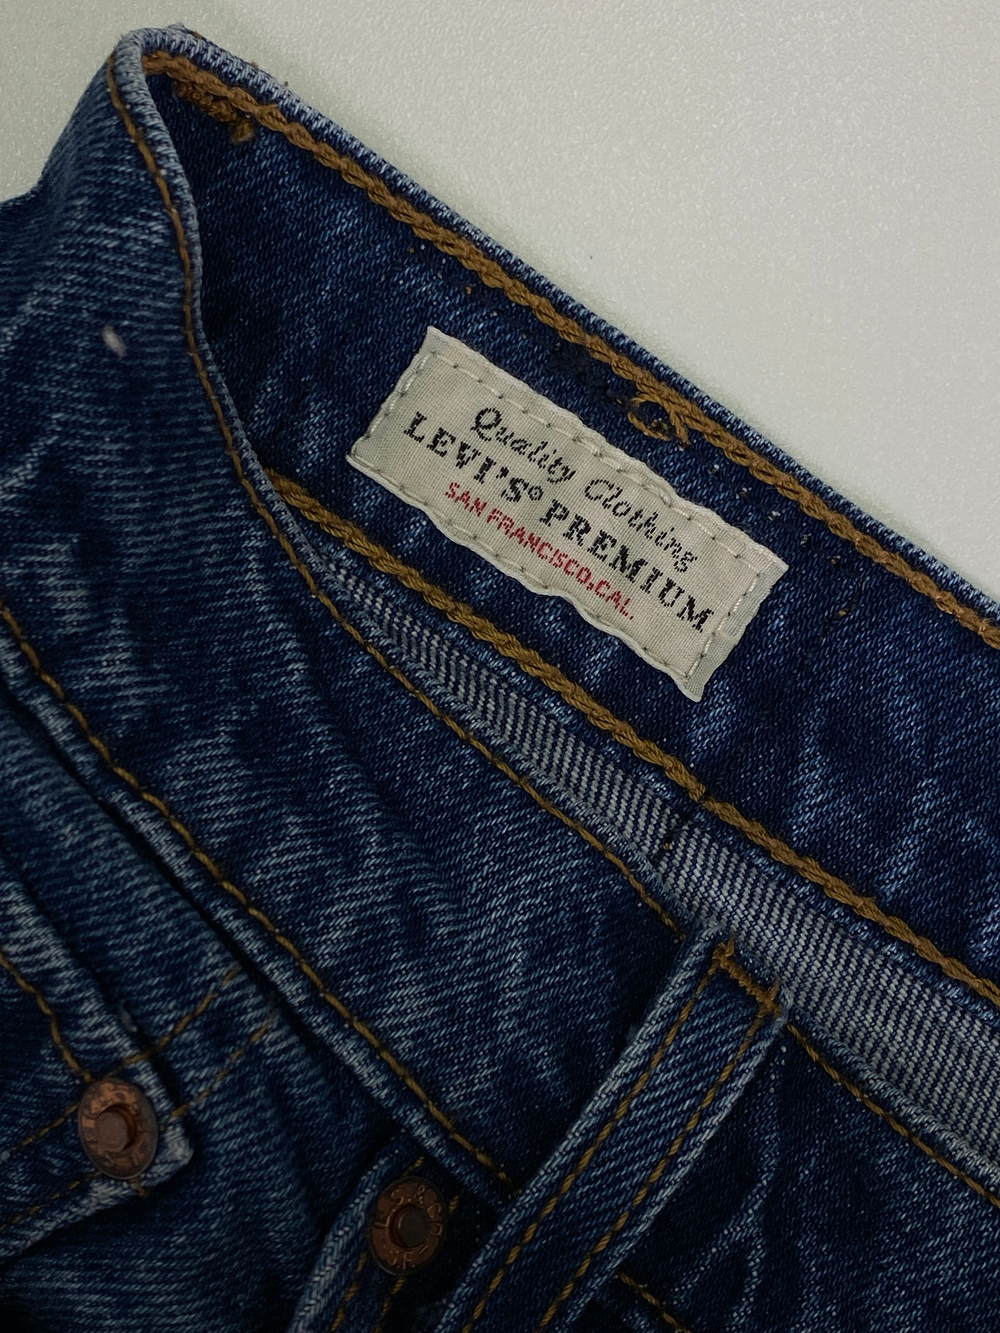 Quality Clothing
LEVI'S® PREMIUM
SAN FRANCISCO, CAL.